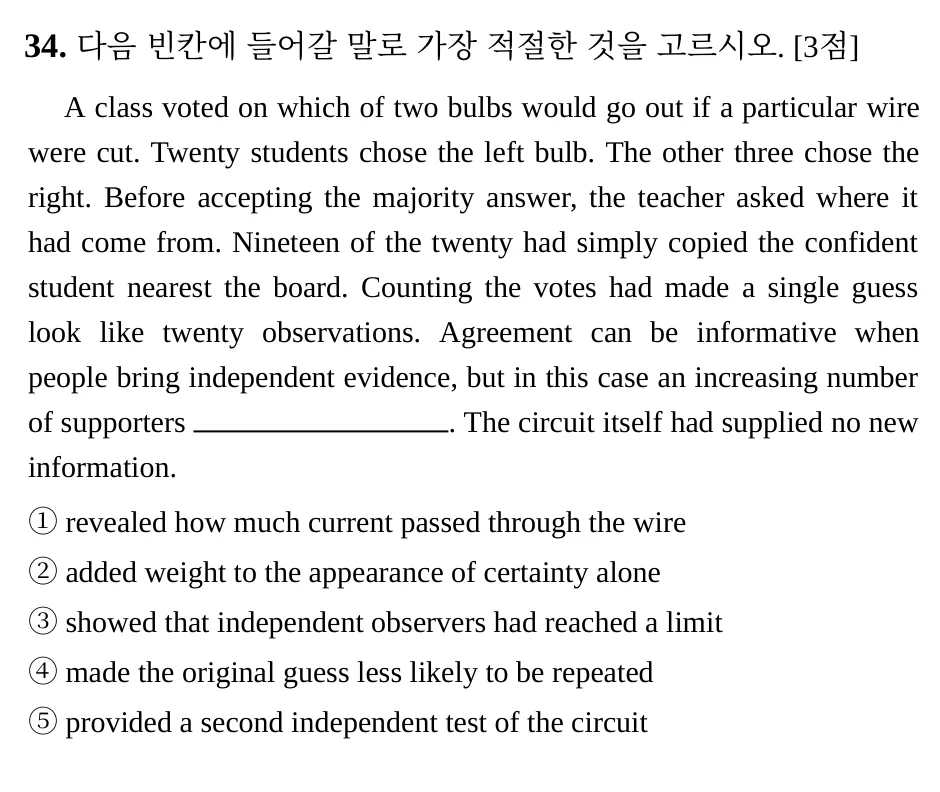 34. 다음 빈칸에 들어갈 말로 가장 적절한 것을 고르시오. [3점]
A class voted on which of two bulbs would go out if a particular wire
were cut. Twenty students chose the left bulb. The other three chose the
right. Before accepting the majority answer, the teacher asked where it
had come from. Nineteen of the twenty had simply copied the confident
student nearest the board. Counting the votes had made a single guess
look like twenty observations. Agreement can be informative when
people bring independent evidence, but in this case an increasing number
of supporters ________________. The circuit itself had supplied no new
information.
① revealed how much current passed through the wire
② added weight to the appearance of certainty alone
③ showed that independent observers had reached a limit
④ made the original guess less likely to be repeated
⑤ provided a second independent test of the circuit